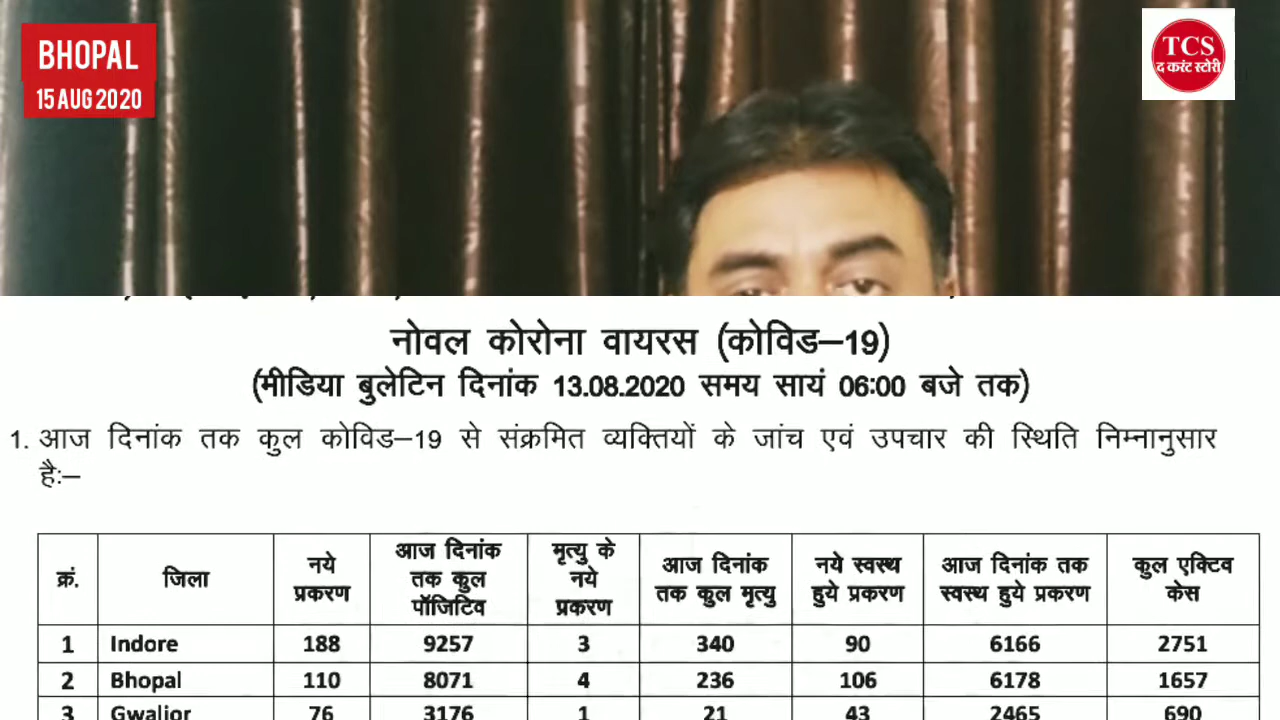 BHOPAL
15 AUG 2020
TCS
द करंट स्टोरी
नोवल कोरोना वायरस (कोविड–19)
(मीडिया बुलेटिन दिनांक 13.08.2020 समय सायं 06:00 बजे तक)
1. आज दिनांक तक कुल कोविड–19 से संक्रमित व्यक्तियों के जांच एवं उपचार की स्थिति निम्नानुसार
है:–
क्रं. जिला नये प्रकरण आज दिनांक तक कुल पॉजिटिव मृत्यु के नये प्रकरण आज दिनांक तक कुल मृत्यु नये स्वस्थ हुये प्रकरण आज दिनांक तक स्वस्थ हुये प्रकरण कुल एक्टिव केस
1 Indore 188 9257 3 340 90 6166 2751
2 Bhopal 110 8071 4 236 106 6178 1657
3 Gwalior 76 3176 1 21 43 2465 690